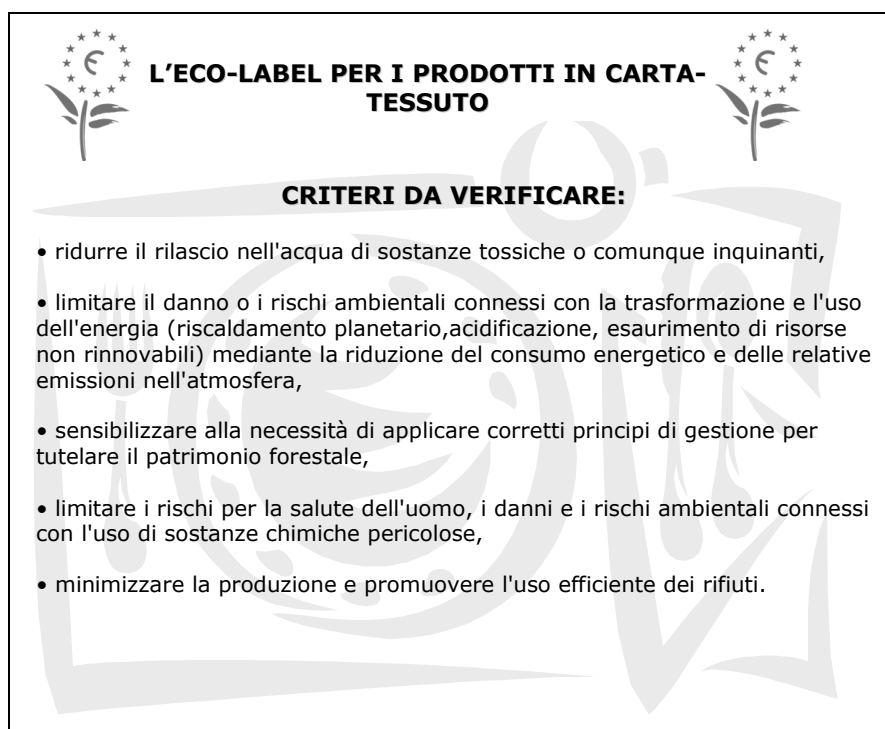 L'ECO-LABEL PER I PRODOTTI IN CARTA-
TESSUTO
CRITERI DA VERIFICARE:
• ridurre il rilascio nell'acqua di sostanze tossiche o comunque inquinanti,
• limitare il danno o i rischi ambientali connessi con la trasformazione e l'uso
dell'energia (riscaldamento planetario,acidificazione, esaurimento di risorse
non rinnovabili) mediante la riduzione del consumo energetico e delle relative
emissioni nell'atmosfera,
• sensibilizzare alla necessità di applicare corretti principi di gestione per
tutelare il patrimonio forestale,
• limitare i rischi per la salute dell'uomo, i danni e i rischi ambientali connessi
con l'uso di sostanze chimiche pericolose,
• minimizzare la produzione e promuovere l'uso efficiente dei rifiuti.